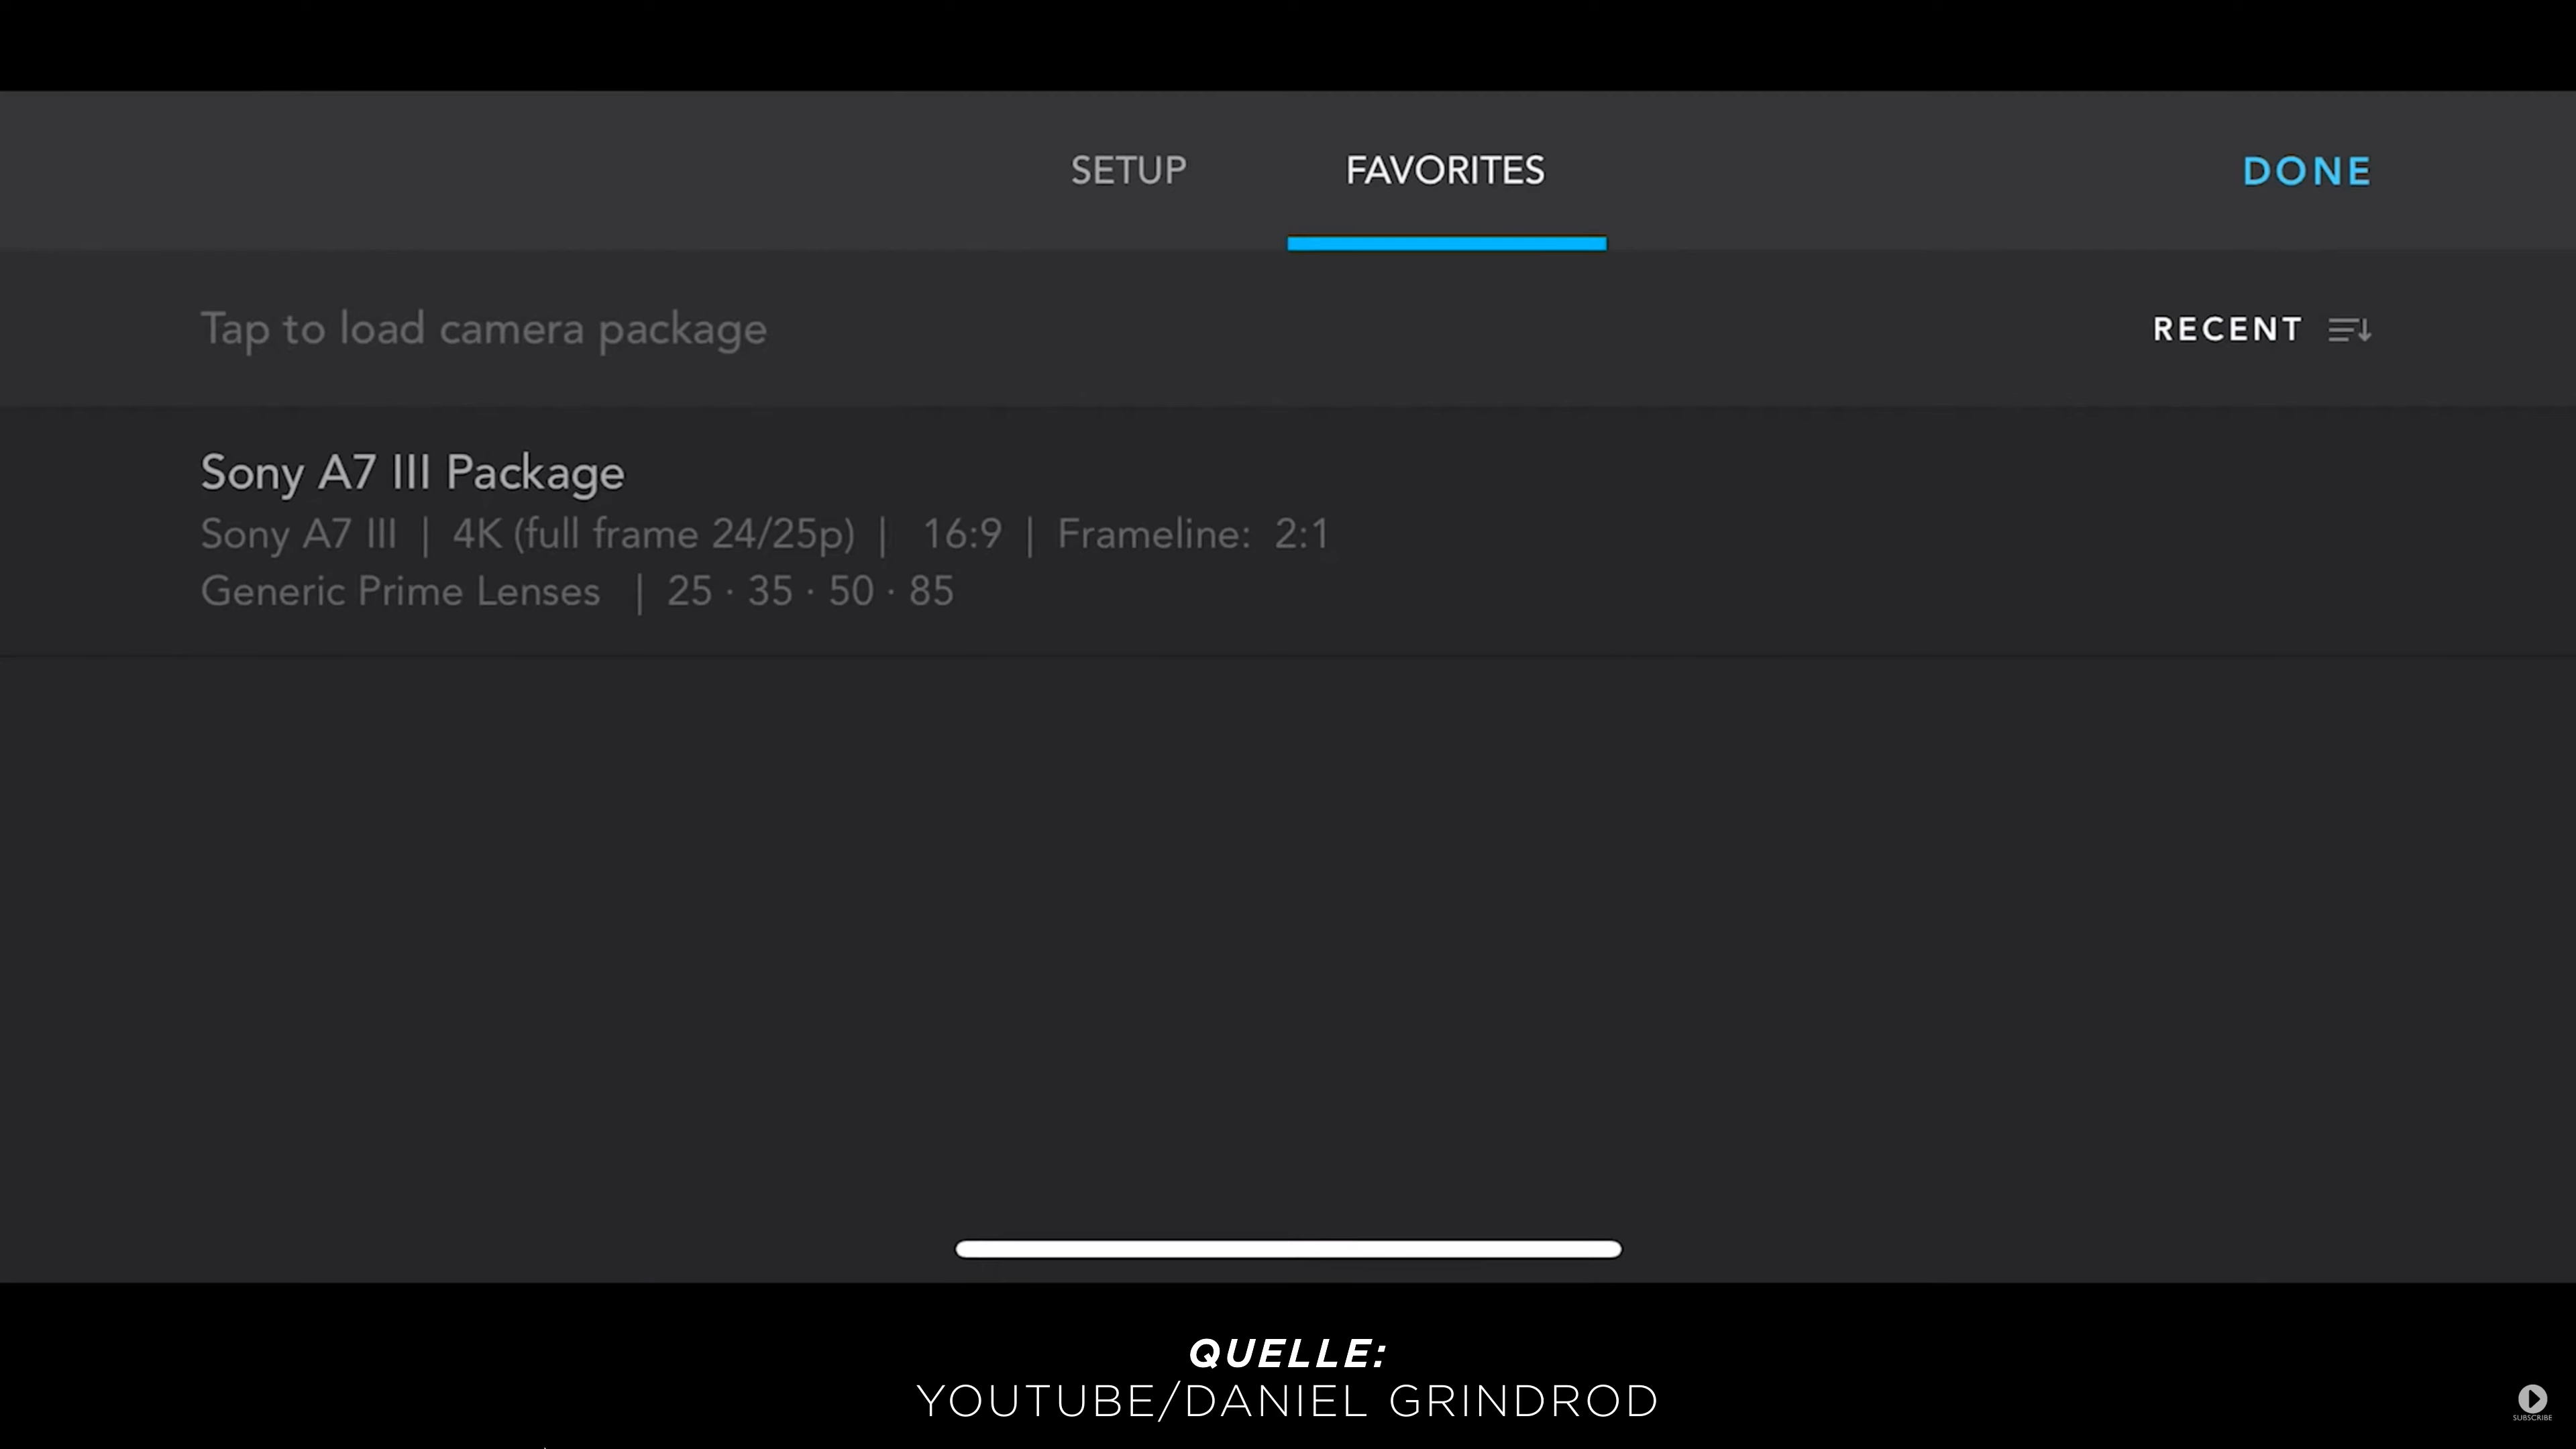 SETUP FAVORITES DONE
Tap to load camera package RECENT
Sony A7 III Package
Sony A7 III | 4K (full frame 24/25p) | 16:9 | Frameline: 2:1
Generic Prime Lenses | 25 · 35 · 50 · 85
QUELLE:
YOUTUBE/DANIEL GRINDROD
SUBSCRIBE